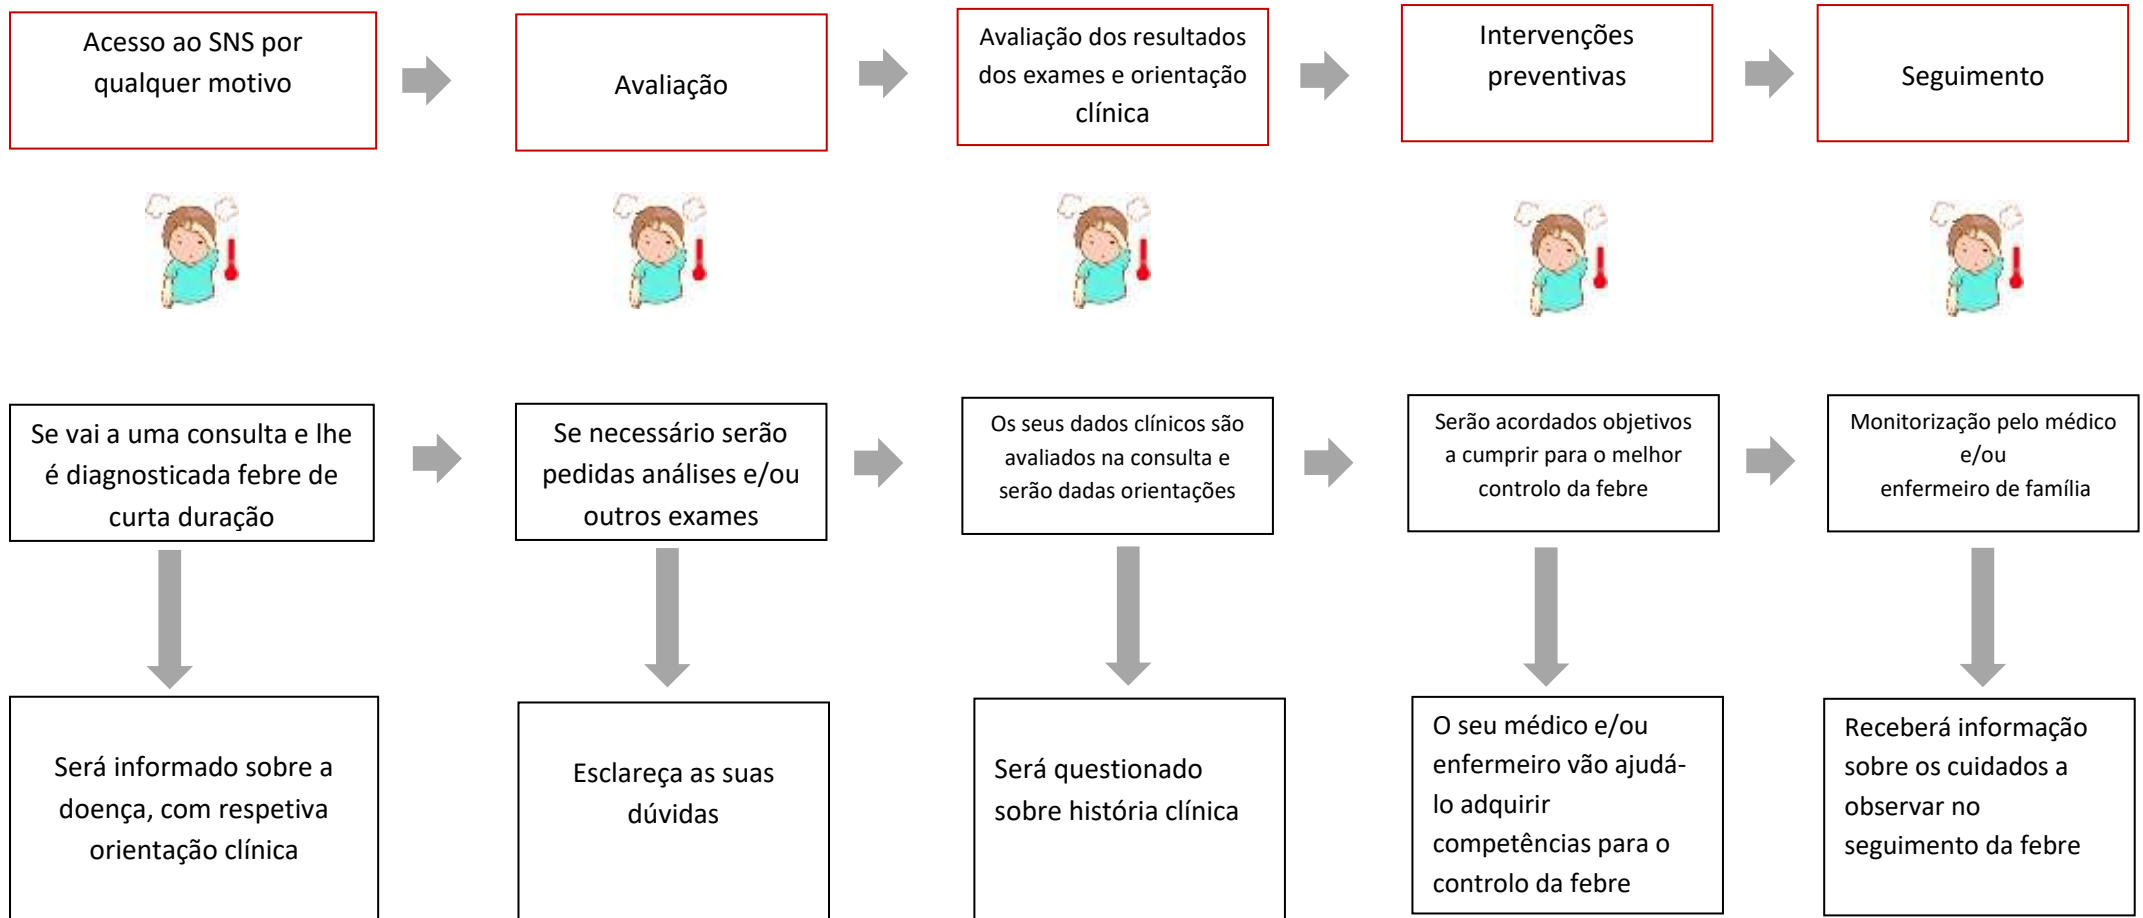 Acesso ao SNS por
qualquer motivo
Avaliação
Avaliação dos resultados
dos exames e orientação
clínica
Intervenções
preventivas
Seguimento
Se vai a uma consulta e lhe
é diagnosticada febre de
curta duração
Se necessário serão
pedidas análises e/ou
outros exames
Os seus dados clínicos são
avaliados na consulta e
serão dadas orientações
Serão acordados objetivos
a cumprir para o melhor
controlo da febre
Monitorização pelo médico
e/ou
enfermeiro de família
Será informado sobre a
doença, com respetiva
orientação clínica
Esclareça as suas
dúvidas
Será questionado
sobre história clínica
O seu médico e/ou
enfermeiro vão ajudá-
lo adquirir
competências para o
controlo da febre
Receberá informação
sobre os cuidados a
observar no
seguimento da febre